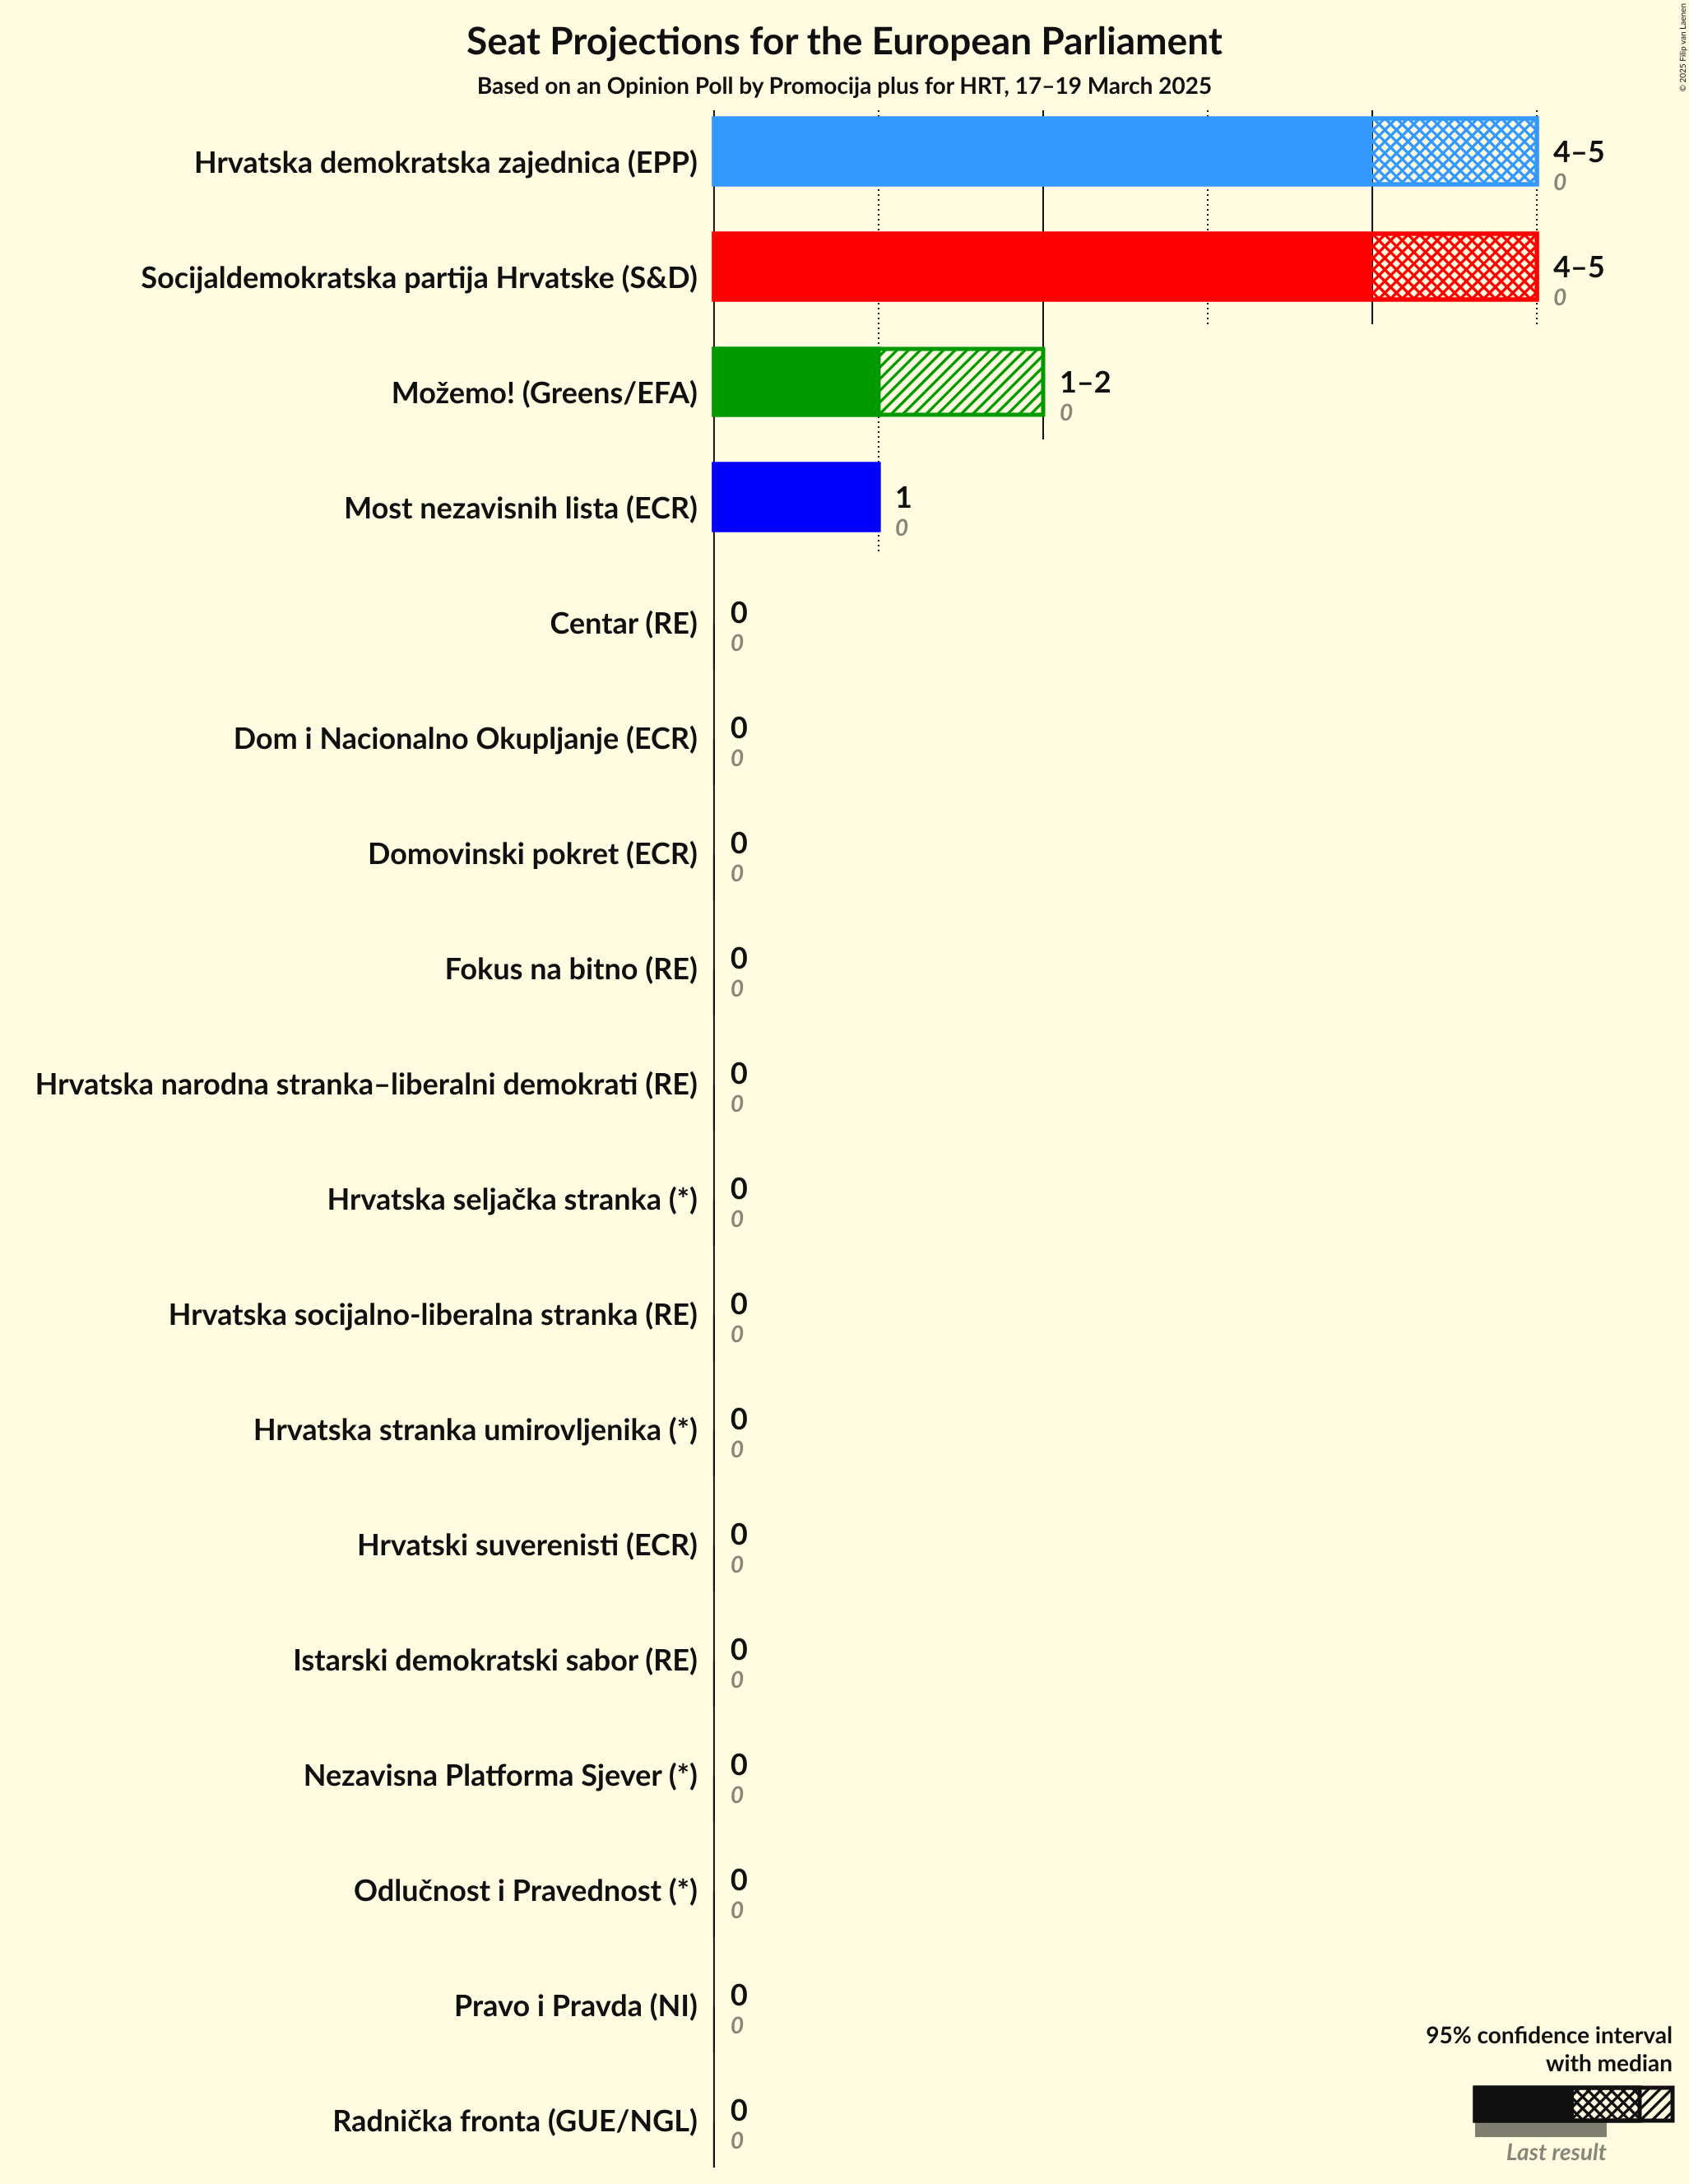 Seat Projections for the European Parliament
Based on an Opinion Poll by Promocija plus for HRT, 17–19 March 2025
© 2025 Filip van Laenen
Hrvatska demokratska zajednica (EPP)
4–5
0
Socijaldemokratska partija Hrvatske (S&D)
4–5
0
Možemo! (Greens/EFA)
1–2
0
Most nezavisnih lista (ECR)
1
0
Centar (RE)
0
0
Dom i Nacionalno Okupljanje (ECR)
0
0
Domovinski pokret (ECR)
0
0
Fokus na bitno (RE)
0
0
Hrvatska narodna stranka–liberalni demokrati (RE)
0
0
Hrvatska seljačka stranka (*)
0
0
Hrvatska socijalno-liberalna stranka (RE)
0
0
Hrvatska stranka umirovljenika (*)
0
0
Hrvatski suverenisti (ECR)
0
0
Istarski demokratski sabor (RE)
0
0
Nezavisna Platforma Sjever (*)
0
0
Odlučnost i Pravednost (*)
0
0
Pravo i Pravda (NI)
0
0
Radnička fronta (GUE/NGL)
0
0
95% confidence interval
with median
Last result